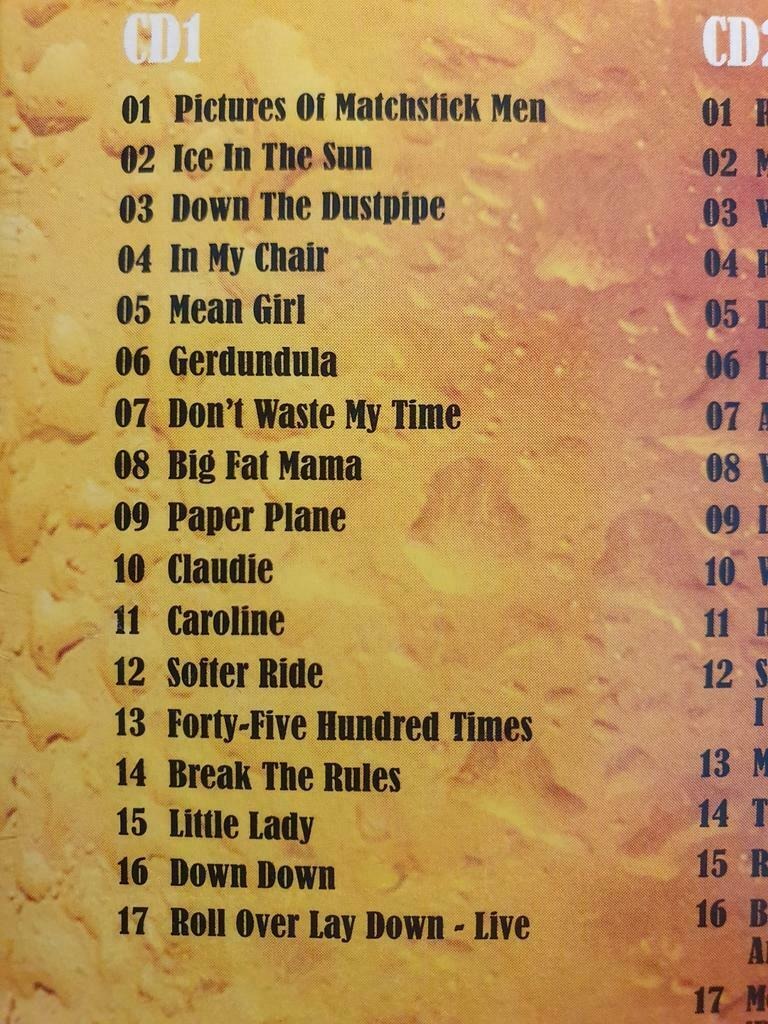 CD1
01 Pictures Of Matchstick Men
02 Ice In The Sun
03 Down The Dustpipe
04 In My Chair
05 Mean Girl
06 Gerdundula
07 Don't Waste My Time
08 Big Fat Mama
09 Paper Plane
10 Claudie
11 Caroline
12 Softer Ride
13 Forty-Five Hundred Times
14 Break The Rules
15 Little Lady
16 Down Down
17 Roll Over Lay Down - Live
CD2
01
02
03
04
05
06
07
08
09
10
11
12
I
13
14
15
16
17